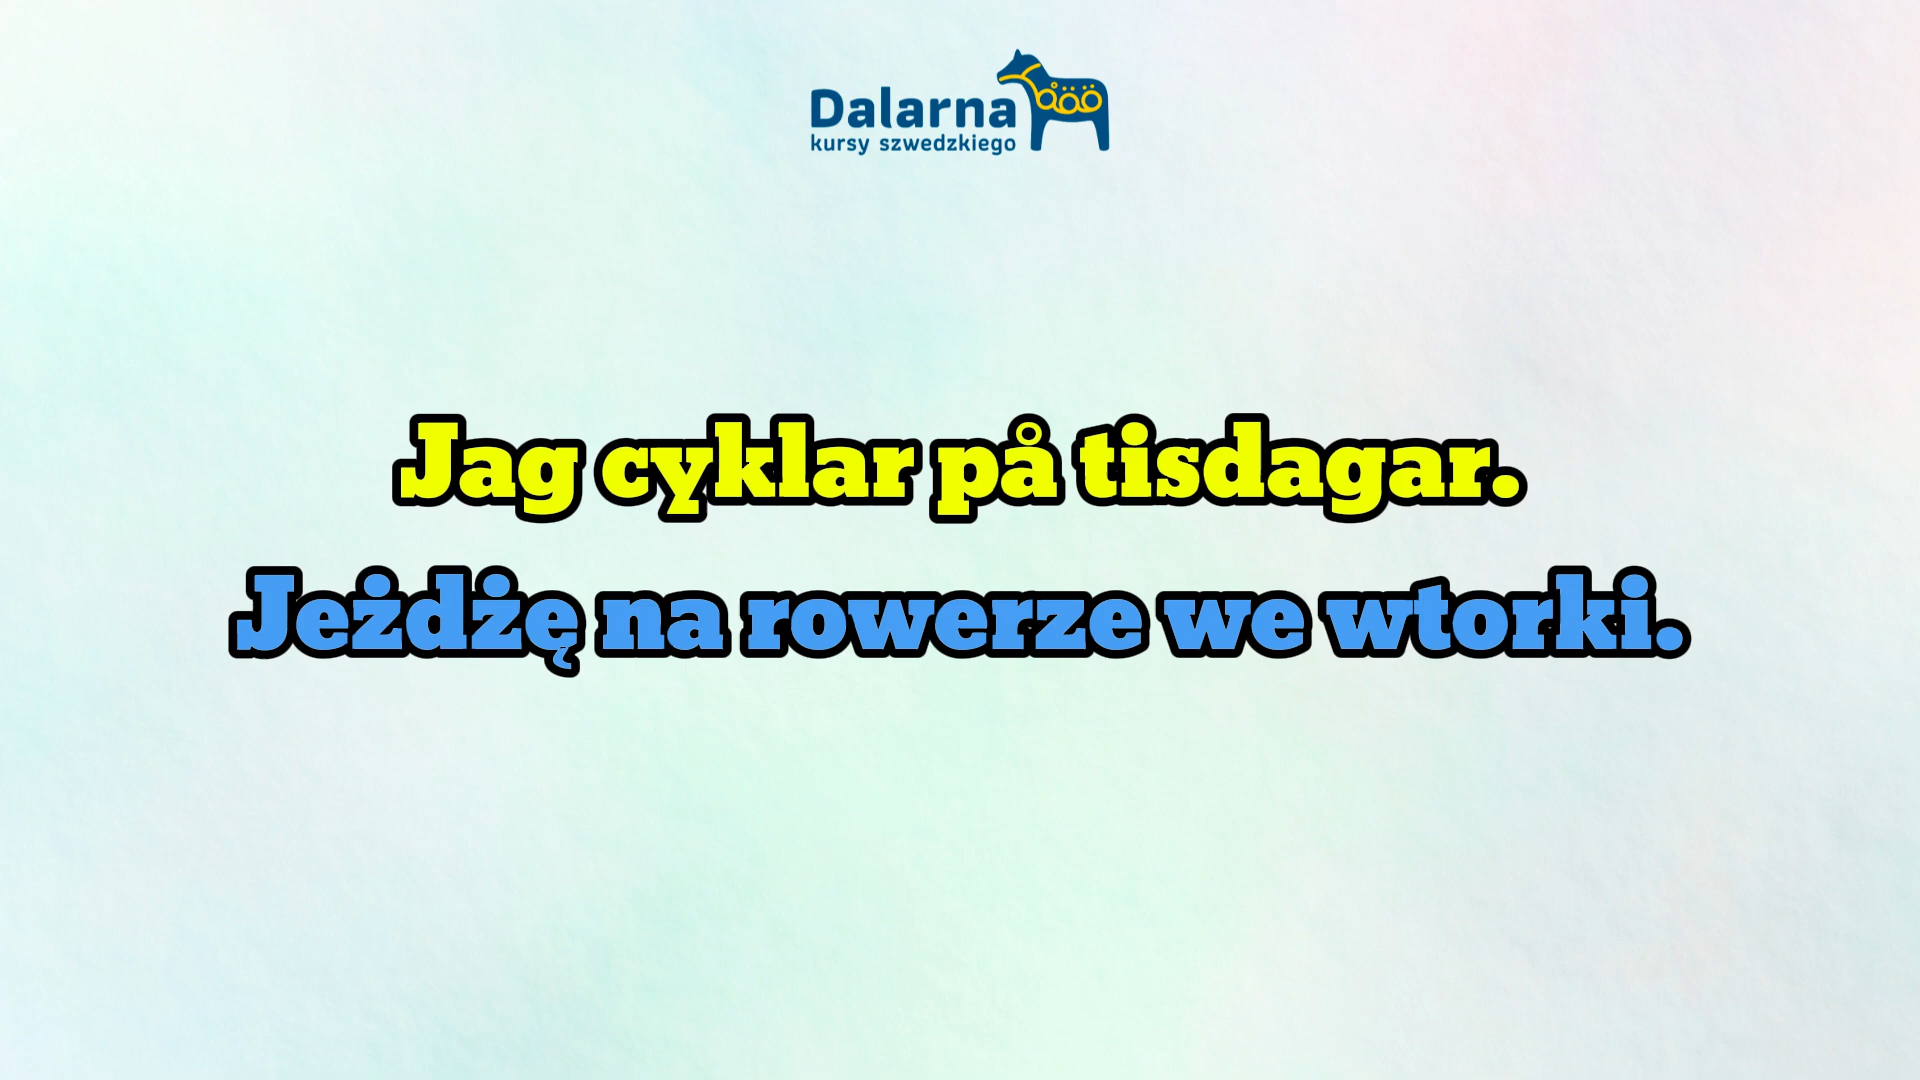 Dalarna
kursy szwedzkiego
Jag cyklar på tisdagar.
Jeżdżę na rowerze we wtorki.